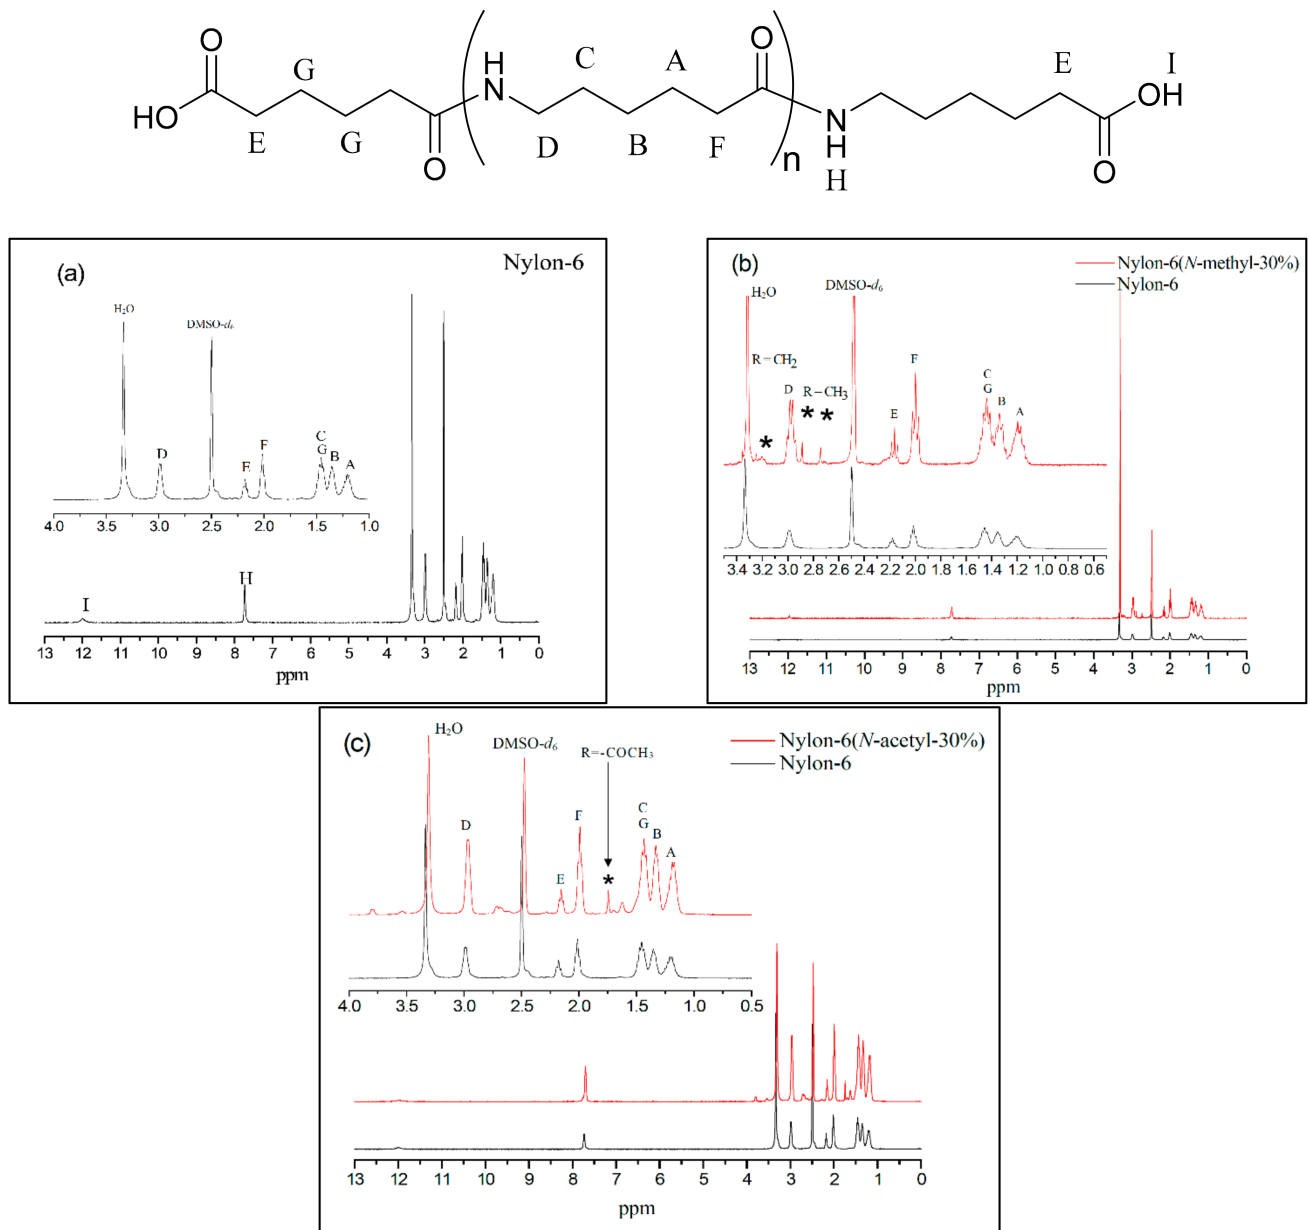 O
H
N
C
A
O
G
E
I
HO
OH
E
G
O
D
B
F
n
N
H
H
O
(a)
Nylon-6
H₂O
DMSO-d₆
D
E
F
C
G
B
A
4.0 3.5 3.0 2.5 2.0 1.5 1.0
I
H
13 12 11 10 9 8 7 6 5 4 3 2 1 0
ppm
(b)
Nylon-6(N-methyl-30%)
Nylon-6
H₂O
DMSO-d₆
R=CH₂
D
R-CH₃
* *
*
E
F
C
G
B
A
3.4 3.2 3.0 2.8 2.6 2.4 2.2 2.0 1.8 1.6 1.4 1.2 1.0 0.8 0.6
13 12 11 10 9 8 7 6 5 4 3 2 1 0
ppm
(c)
Nylon-6(N-acetyl-30%)
Nylon-6
H₂O
DMSO-d₆
R=-COCH₃
D
E
F
*
C
G
B
A
4.0 3.5 3.0 2.5 2.0 1.5 1.0 0.5
13 12 11 10 9 8 7 6 5 4 3 2 1 0
ppm